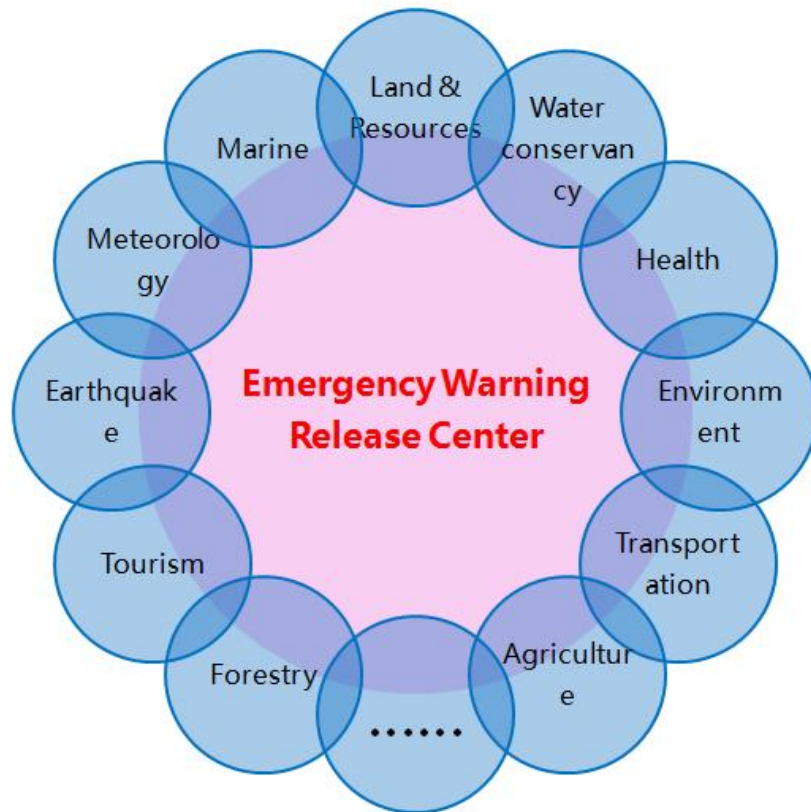 Land &
Resources
Water
conservan
cy
Health
Environm
ent
Transport
ation
Agricultur
e
......
Forestry
Tourism
Earthquak
e
Meteorolo
gy
Marine
Emergency Warning
Release Center